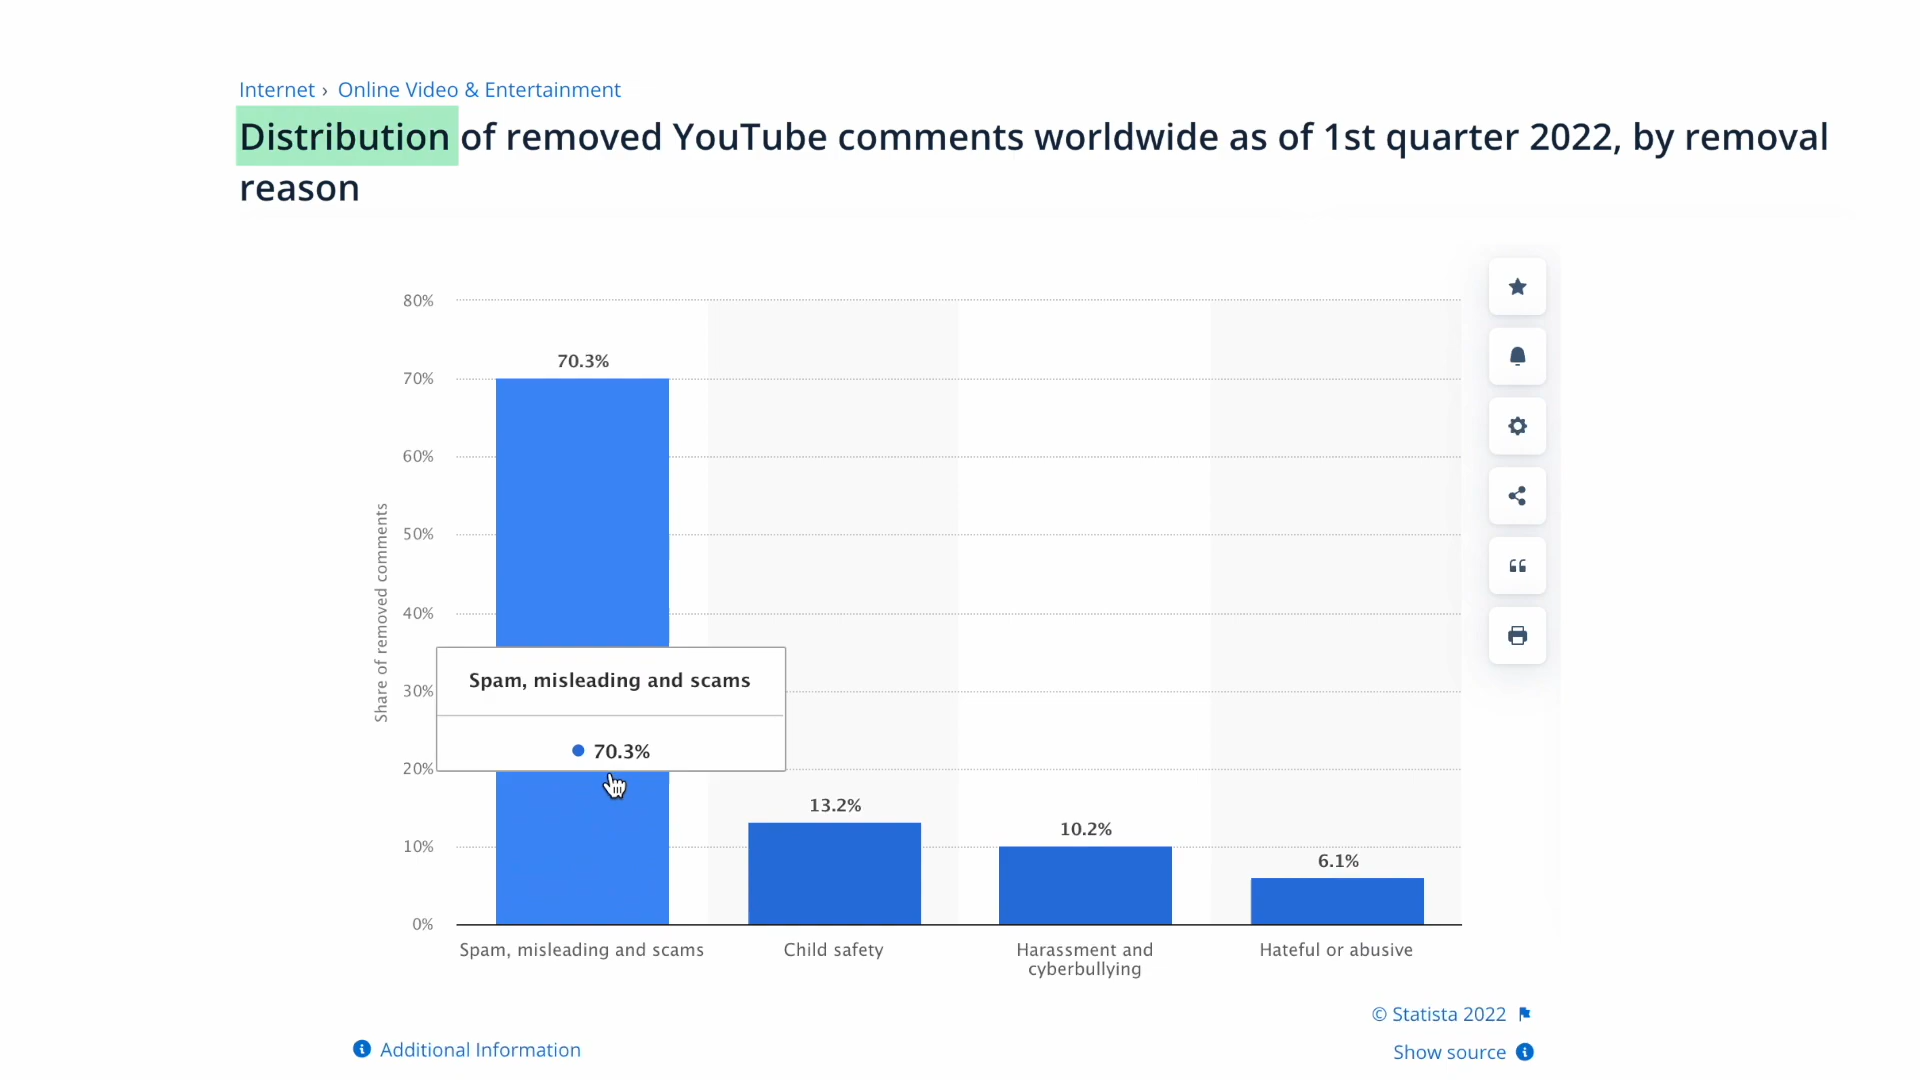 Internet › Online Video & Entertainment
Distribution of removed YouTube comments worldwide as of 1st quarter 2022, by removal
reason
80%
70%
60%
50%
40%
30%
20%
10%
0%
Share of removed comments
70.3%
13.2%
10.2%
6.1%
Spam, misleading and scams
70.3%
Spam, misleading and scams
Child safety
Harassment and
cyberbullying
Hateful or abusive
© Statista 2022
Additional Information
Show source